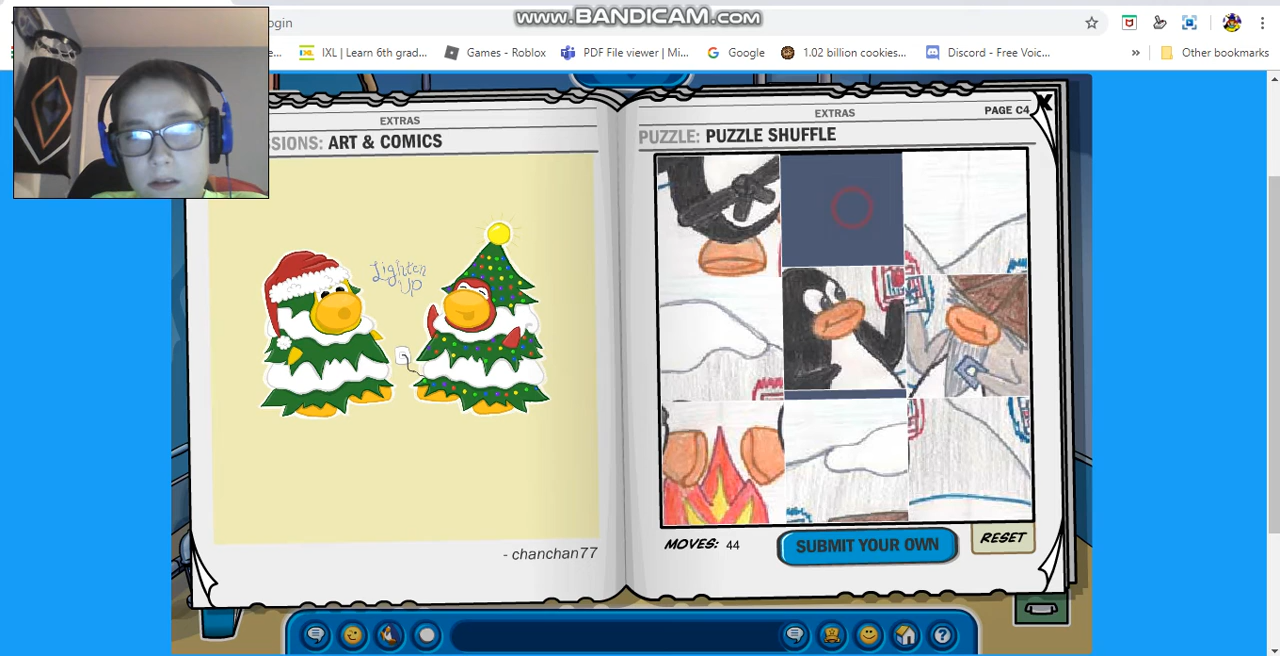 www.BANDICAM.com
ogin
e...
IXL | Learn 6th grad...
Games - Roblox
PDF File viewer | Mi...
Google
1.02 billion cookies...
Discord - Free Voic...
»
Other bookmarks
EXTRAS
SSIONS: ART & COMICS
Lighten
Up
- chanchan77
EXTRAS
PAGE C4
X
PUZZLE: PUZZLE SHUFFLE
MOVES: 44
SUBMIT YOUR OWN
RESET
?